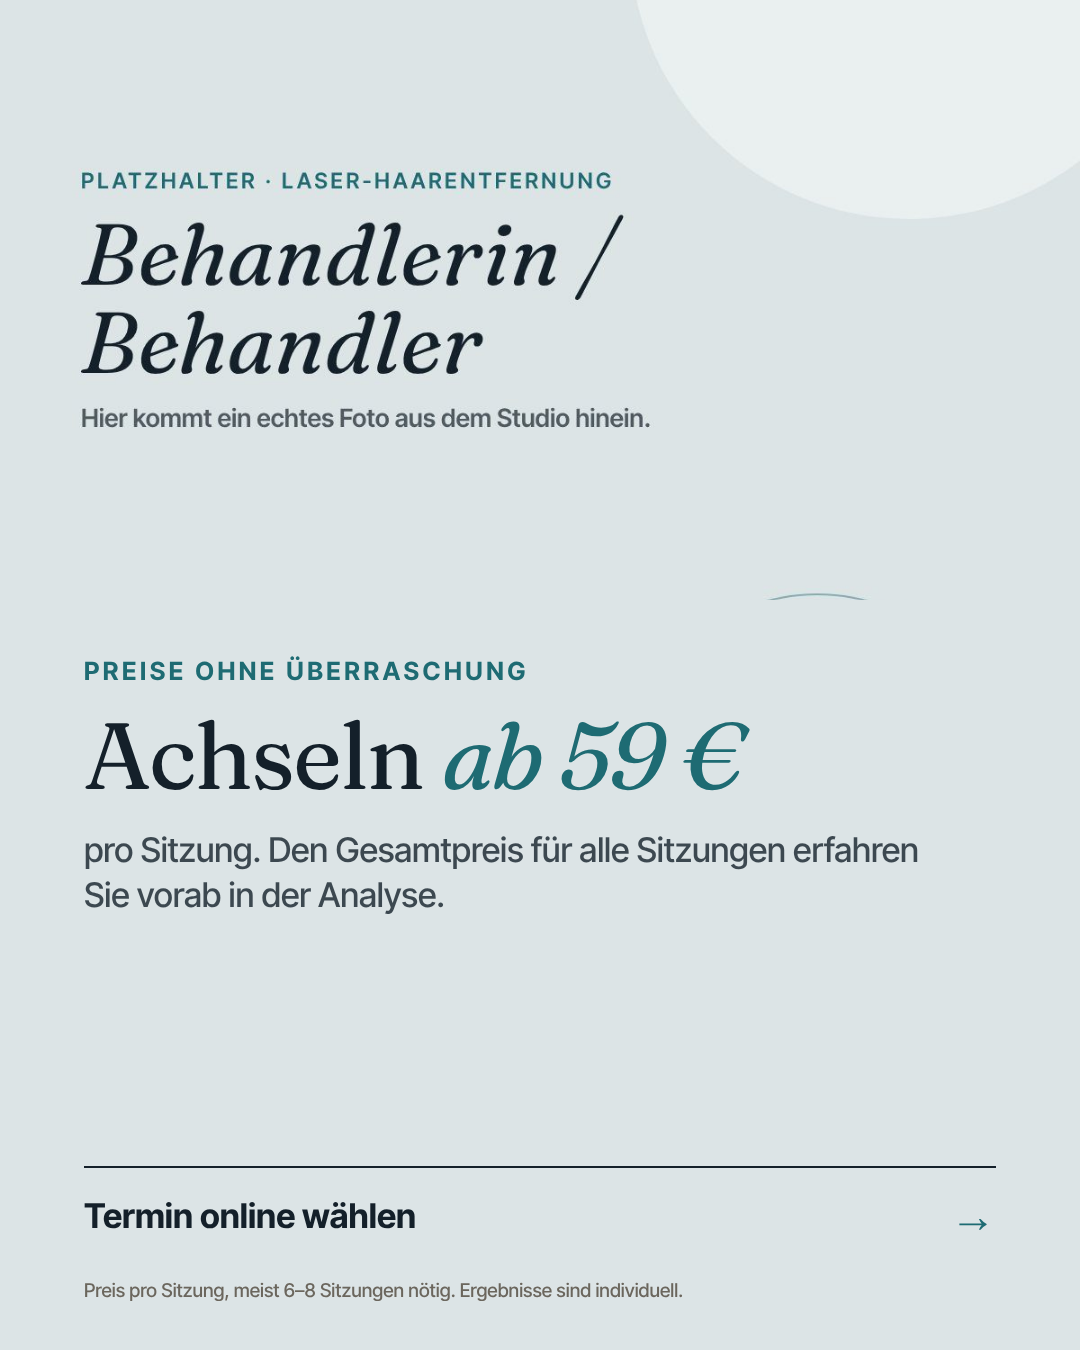 PLATZHALTER · LASER-HAARENTFERNUNG
Behandlerin /
Behandler
Hier kommt ein echtes Foto aus dem Studio hinein.
PREISE OHNE ÜBERRASCHUNG
Achseln ab 59 €
pro Sitzung. Den Gesamtpreis für alle Sitzungen erfahren
Sie vorab in der Analyse.
Termin online wählen →
Preis pro Sitzung, meist 6–8 Sitzungen nötig. Ergebnisse sind individuell.